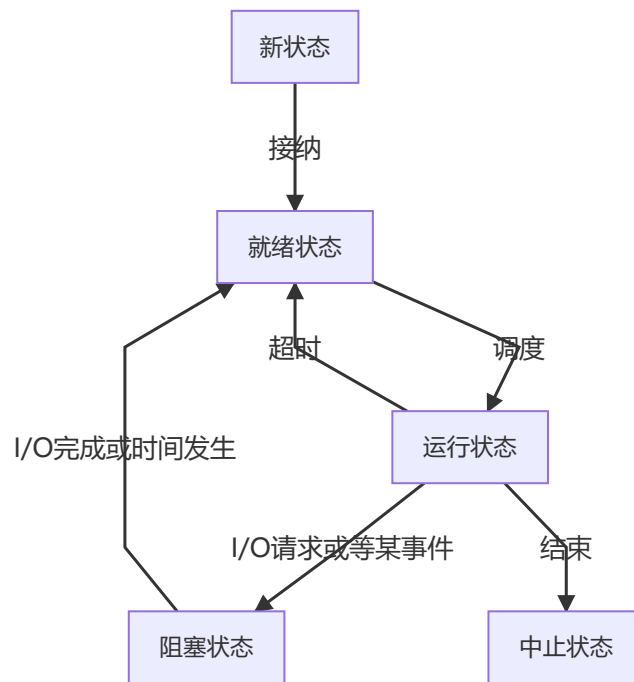 新状态
接纳
就绪状态
超时
调度
运行状态
I/O完成或时间发生
I/O请求或等某事件
结束
阻塞状态
中止状态